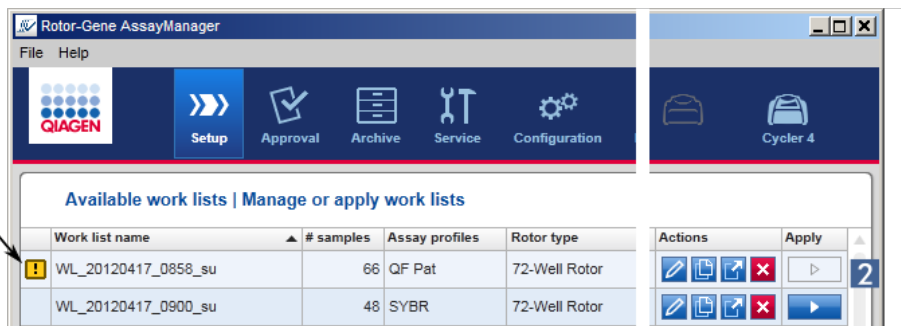 Rotor-Gene AssayManager
File Help
QIAGEN
Setup Approval Archive Service Configuration Cycler 4
Available work lists | Manage or apply work lists
Work list name # samples Assay profiles Rotor type Actions Apply
! WL_20120417_0858_su 66 QF Pat 72-Well Rotor 2
WL_20120417_0900_su 48 SYBR 72-Well Rotor